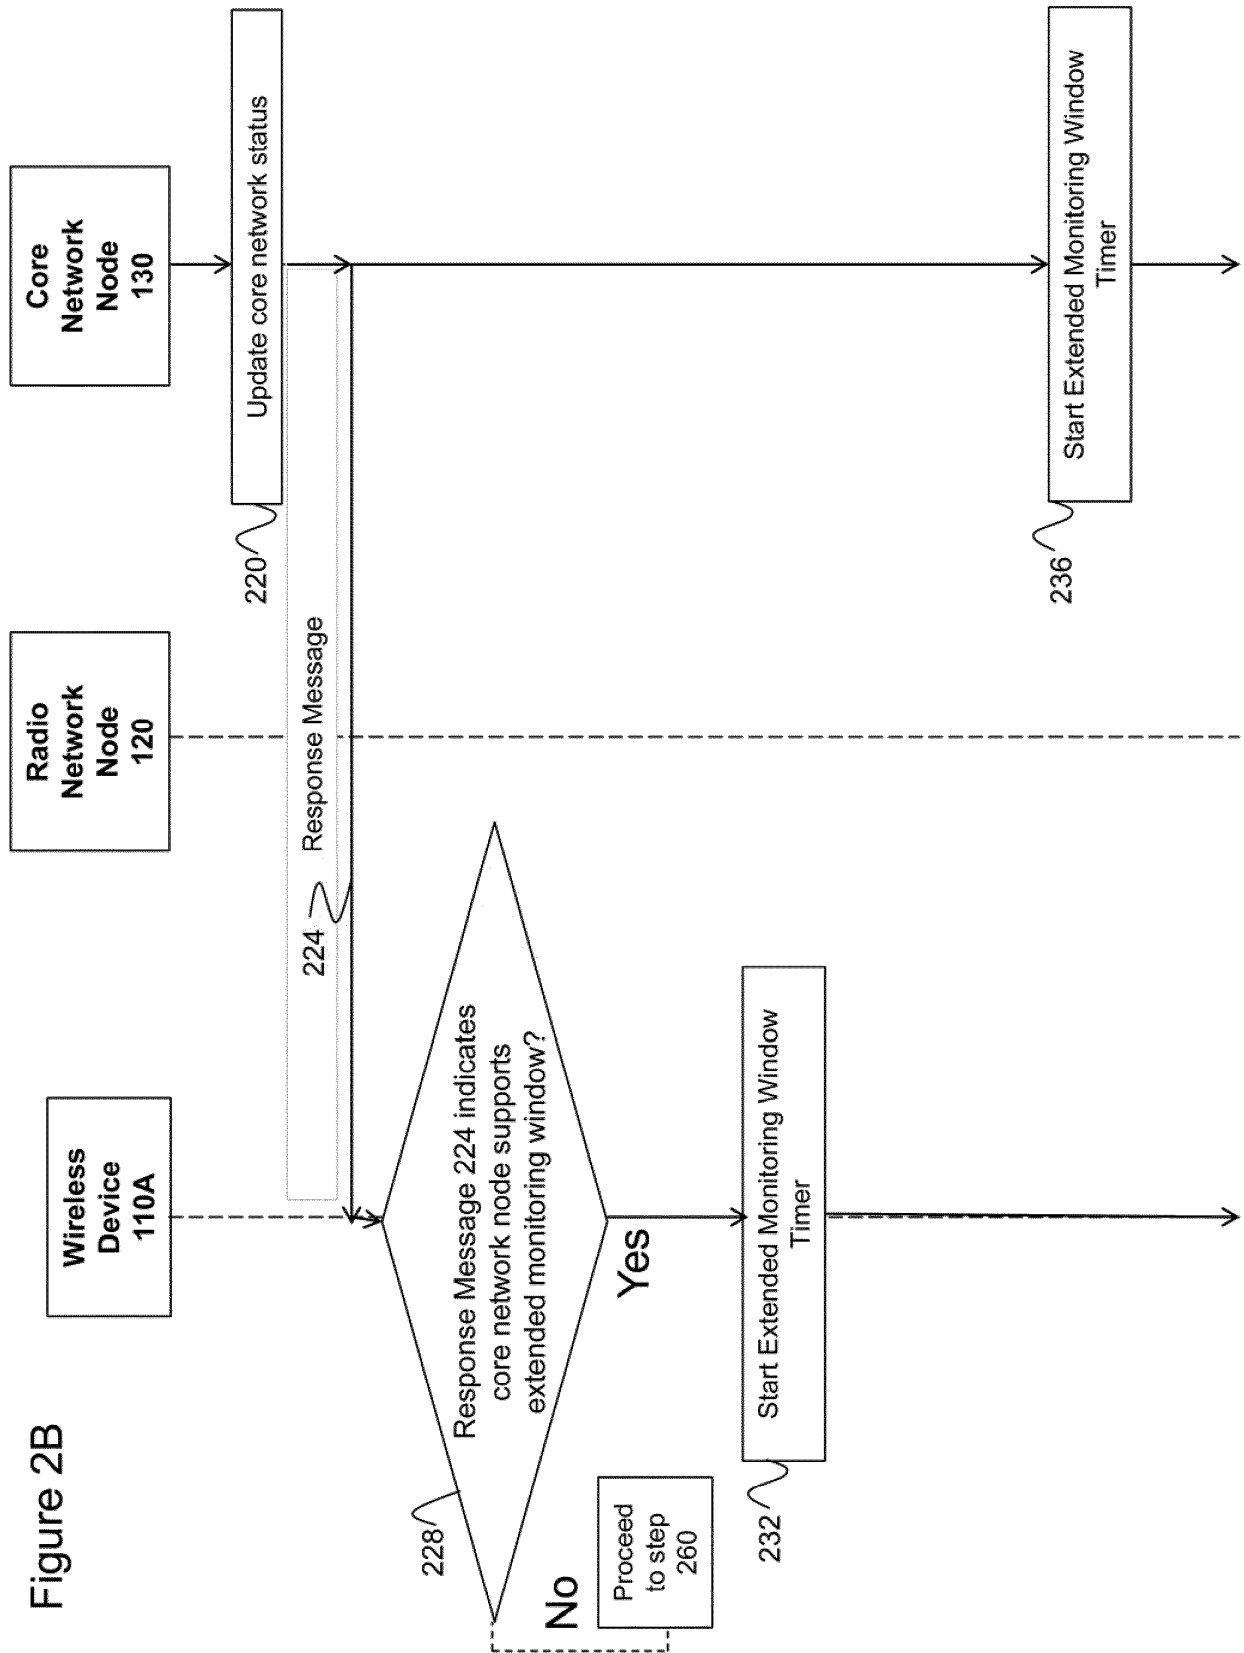 Figure 2B
Wireless
Device
110A
Radio
Network
Node
120
Core
Network
Node
130
220
Update core network status
224
Response Message
228
Response Message 224 indicates
core network node supports
extended monitoring window?
No
Yes
Proceed
to step
260
232
Start Extended Monitoring Window
Timer
236
Start Extended Monitoring Window
Timer